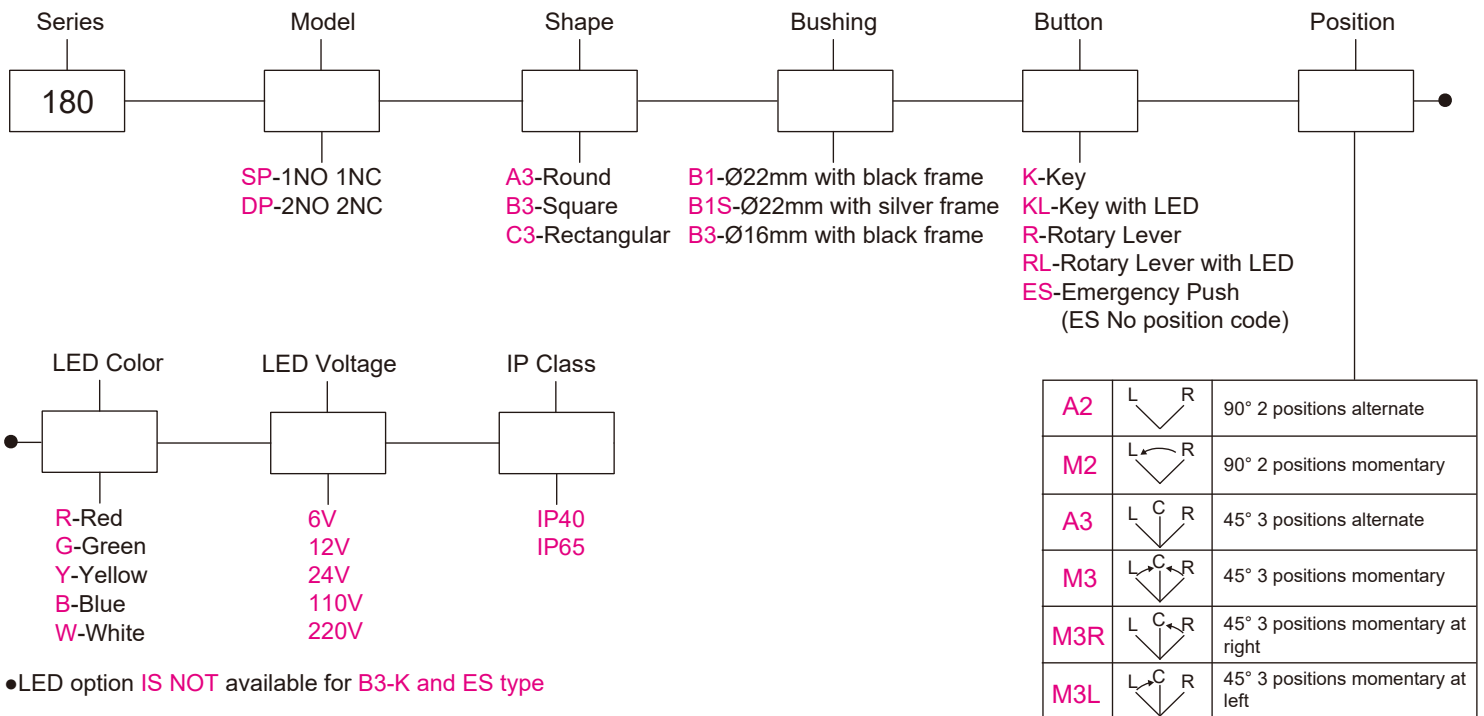 Series Model Shape Bushing Button Position
180
SP-1NO 1NC
DP-2NO 2NC
A3-Round
B3-Square
C3-Rectangular
B1-Ø22mm with black frame
B1S-Ø22mm with silver frame
B3-Ø16mm with black frame
K-Key
KL-Key with LED
R-Rotary Lever
RL-Rotary Lever with LED
ES-Emergency Push
(ES No position code)
LED Color LED Voltage IP Class
R-Red
G-Green
Y-Yellow
B-Blue
W-White
6V
12V
24V
110V
220V
IP40
IP65
A2 L R 90° 2 positions alternate
M2 L R 90° 2 positions momentary
A3 L C R 45° 3 positions alternate
M3 L C R 45° 3 positions momentary
M3R L C R 45° 3 positions momentary at
right
M3L L C R 45° 3 positions momentary at
left
●LED option IS NOT available for B3-K and ES type